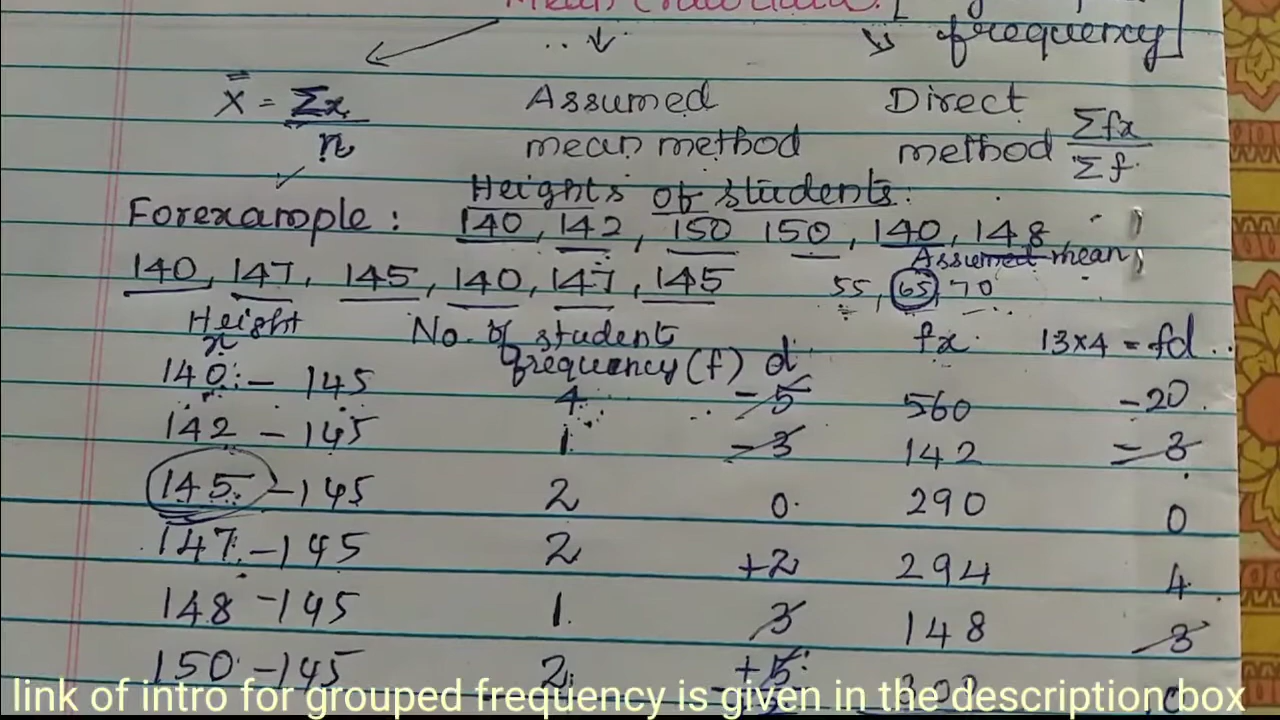 frequency]
X̄ = Σx / n
Assumed mean method
Direct method Σfx / Σf
Heights of students:
For example : 140, 142, 150 150, 140, 148,
Assumed mean
140, 147, 145, 140, 147, 145 55, 65, 70
Height x No. of student frequency (f) d fx 13x4 = fd
140 - 145 4 -5 560 -20
142 - 145 1 -3 142 -3
145 - 145 2 0 290 0
147 - 145 2 +2 294 4
148 - 145 1 3 148 3
150 - 145 2 +5
link of intro for grouped frequency is given in the description box